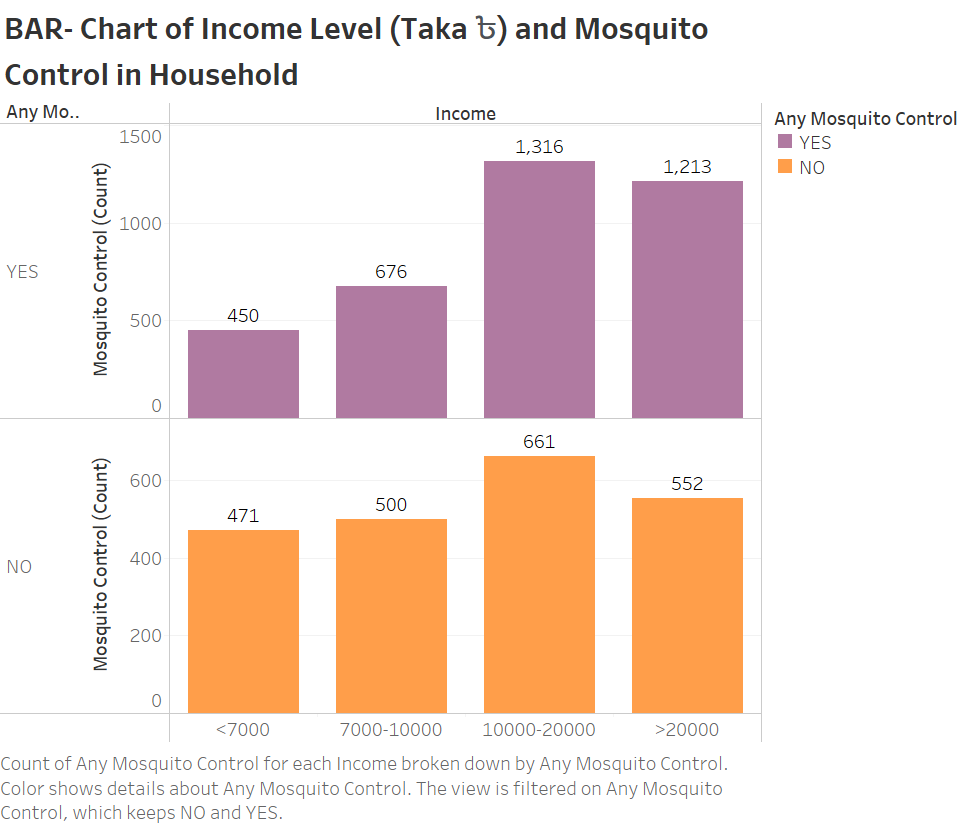 BAR- Chart of Income Level (Taka ъ) and Mosquito
Control in Household
Any Mo..
Income
Any Mosquito Control
YES
NO
YES
Mosquito Control (Count)
1500
1000
500
0
450
676
1,316
1,213
NO
Mosquito Control (Count)
600
400
200
0
471
500
661
552
<7000
7000-10000
10000-20000
>20000
Count of Any Mosquito Control for each Income broken down by Any Mosquito Control.
Color shows details about Any Mosquito Control. The view is filtered on Any Mosquito
Control, which keeps NO and YES.